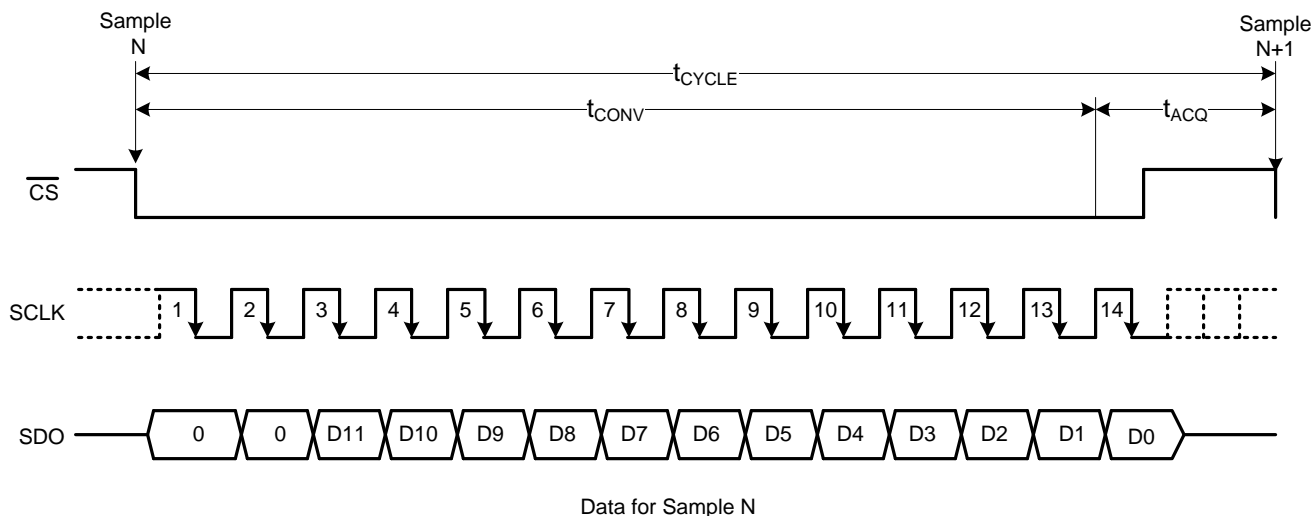 Sample
N
Sample
N+1
tCYCLE
tCONV
tACQ
CS
SCLK
1 2 3 4 5 6 7 8 9 10 11 12 13 14
SDO
0 0 D11 D10 D9 D8 D7 D6 D5 D4 D3 D2 D1 D0
Data for Sample N